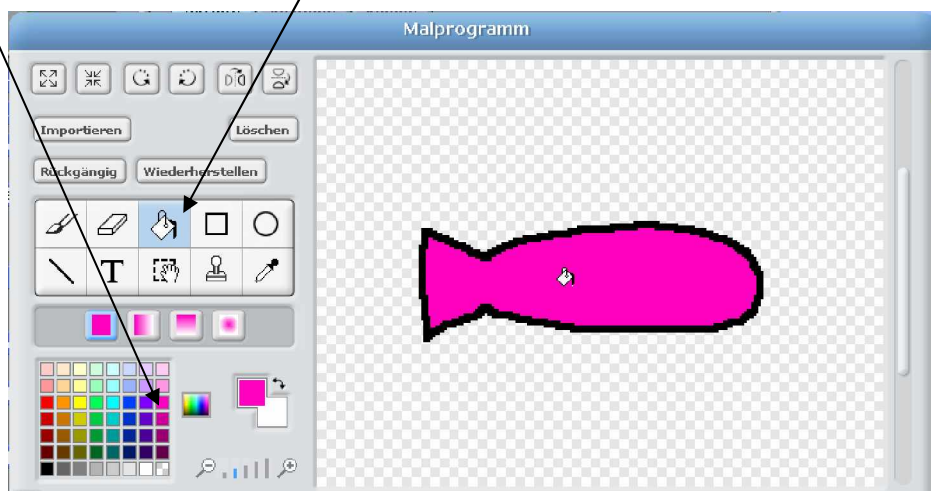 Malprogramm
Importieren
Löschen
Rückgängig
Wiederherstellen
T